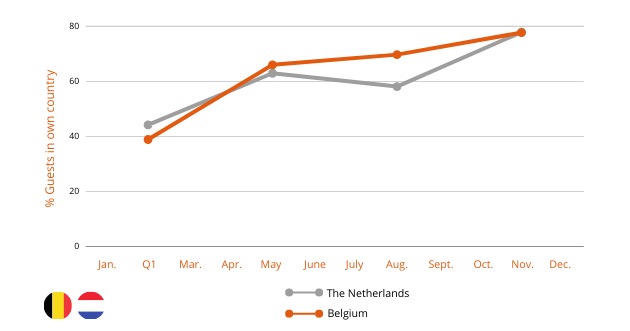 % Guests in own country
80
60
40
20
0
Jan. Q1 Mar. Apr. May June July Aug. Sept. Oct. Nov. Dec.
The Netherlands
Belgium